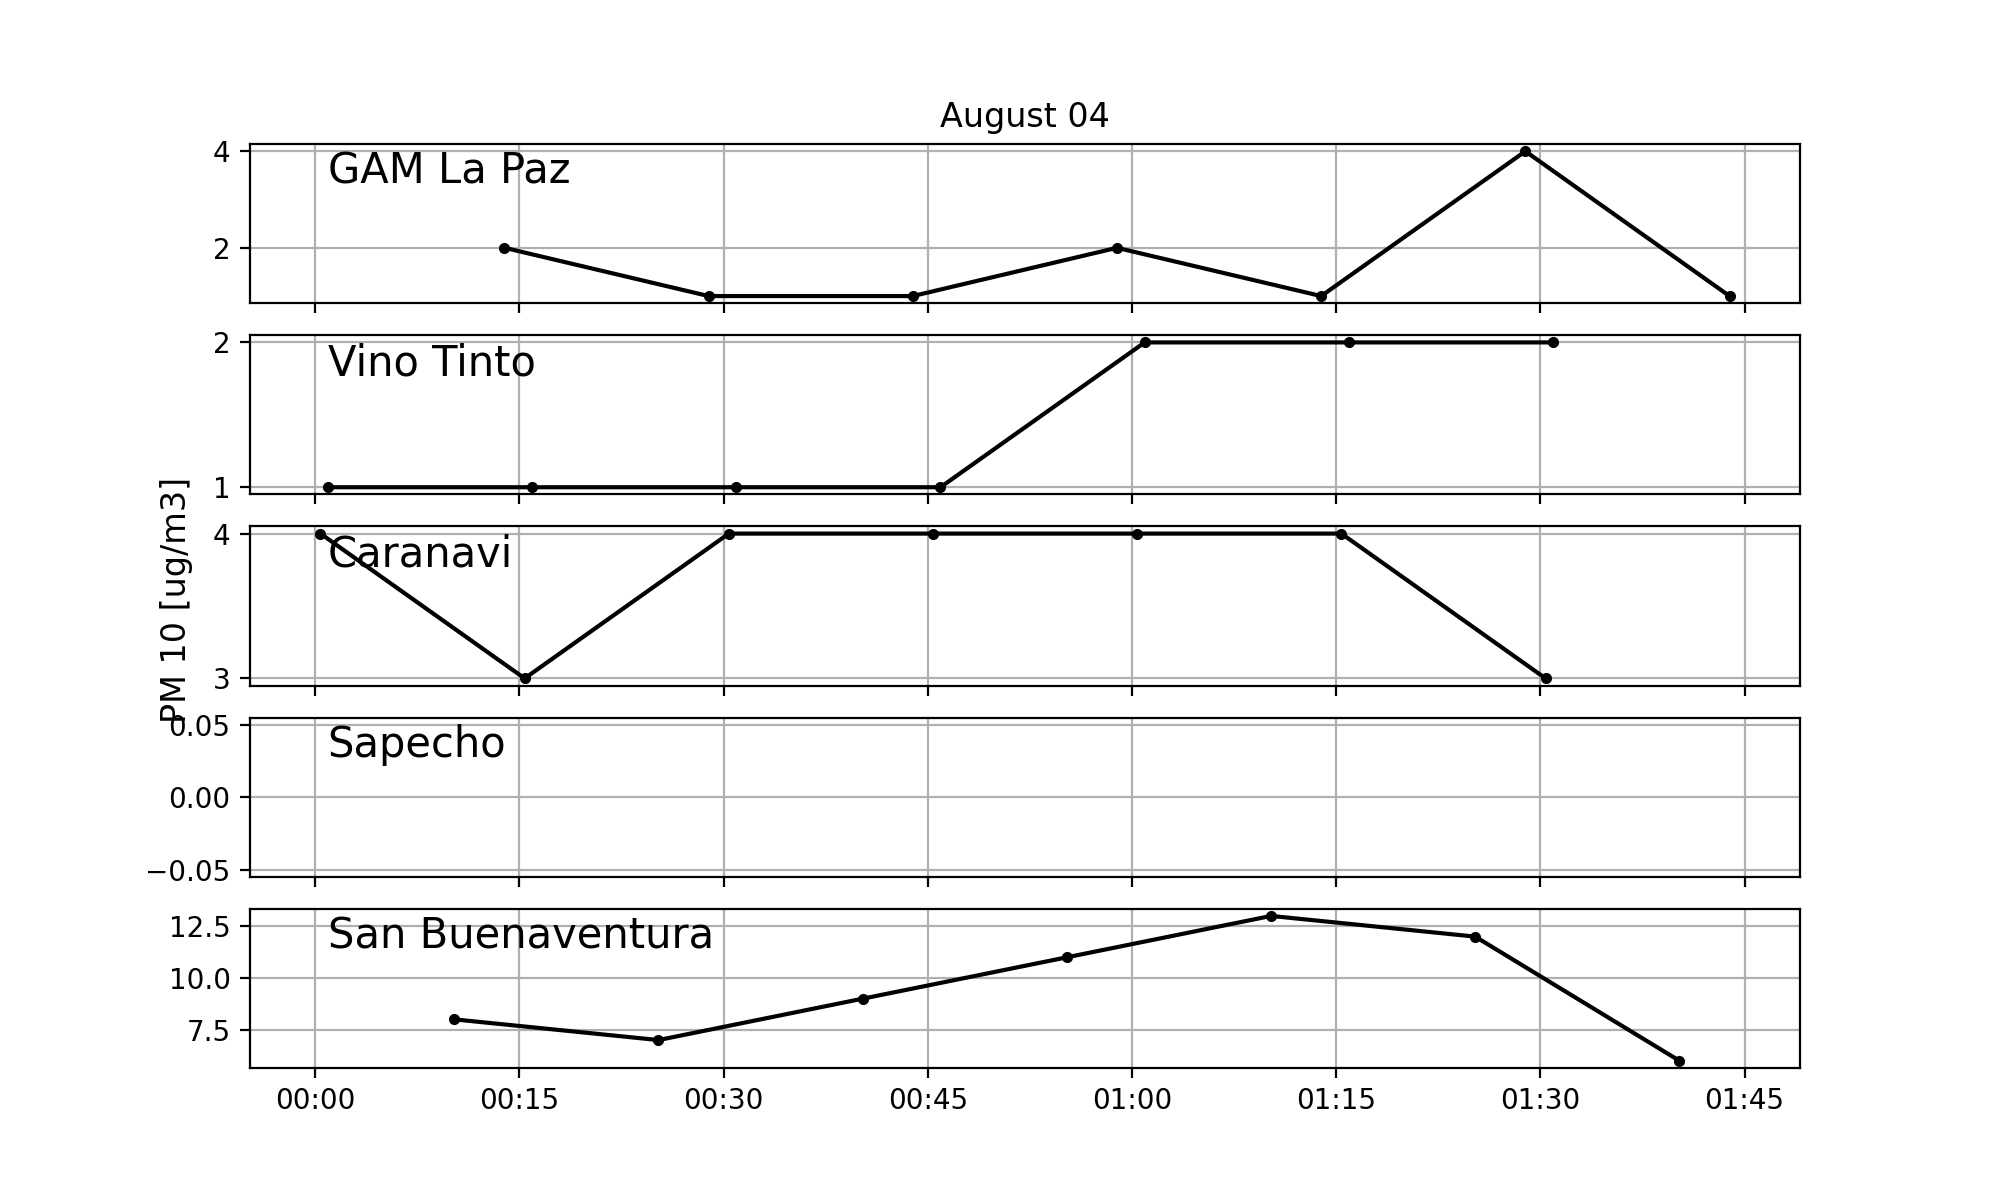 August 04
PM 10 [ug/m3]
4
2
GAM La Paz
2
1
Vino Tinto
4
3
Caranavi
0.05
0.00
−0.05
Sapecho
12.5
10.0
7.5
San Buenaventura
00:00 00:15 00:30 00:45 01:00 01:15 01:30 01:45